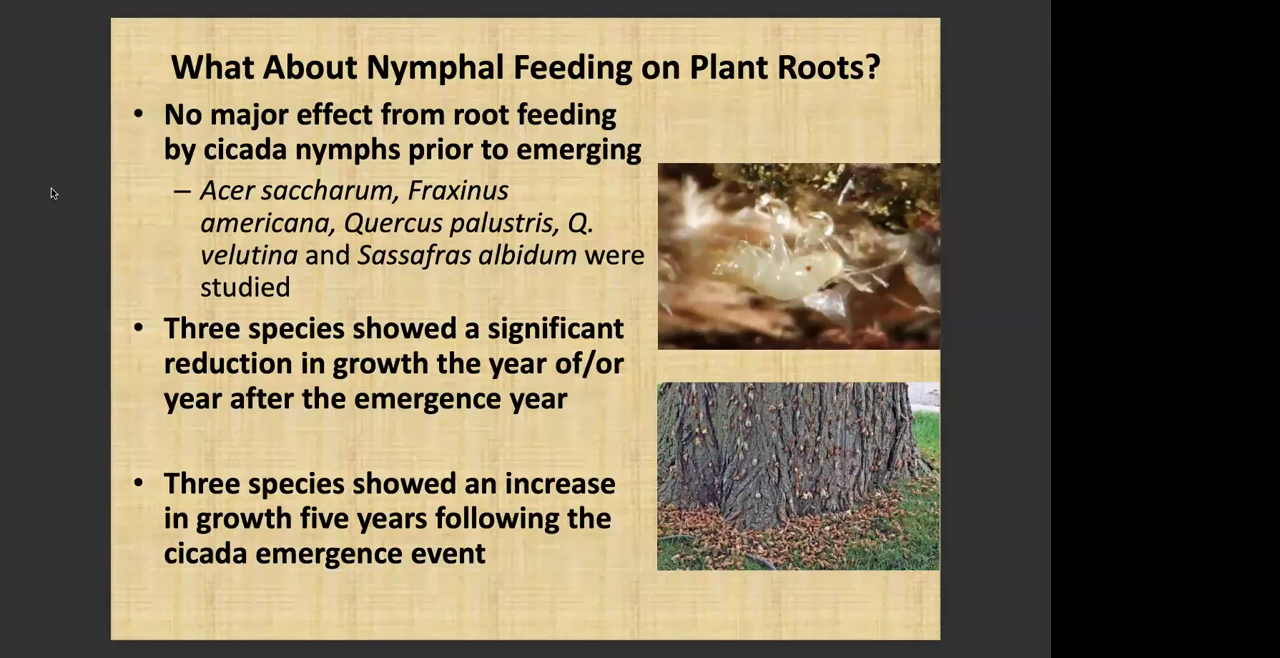 What About Nymphal Feeding on Plant Roots?
• No major effect from root feeding
by cicada nymphs prior to emerging
– Acer saccharum, Fraxinus
americana, Quercus palustris, Q.
velutina and Sassafras albidum were
studied
• Three species showed a significant
reduction in growth the year of/or
year after the emergence year
• Three species showed an increase
in growth five years following the
cicada emergence event